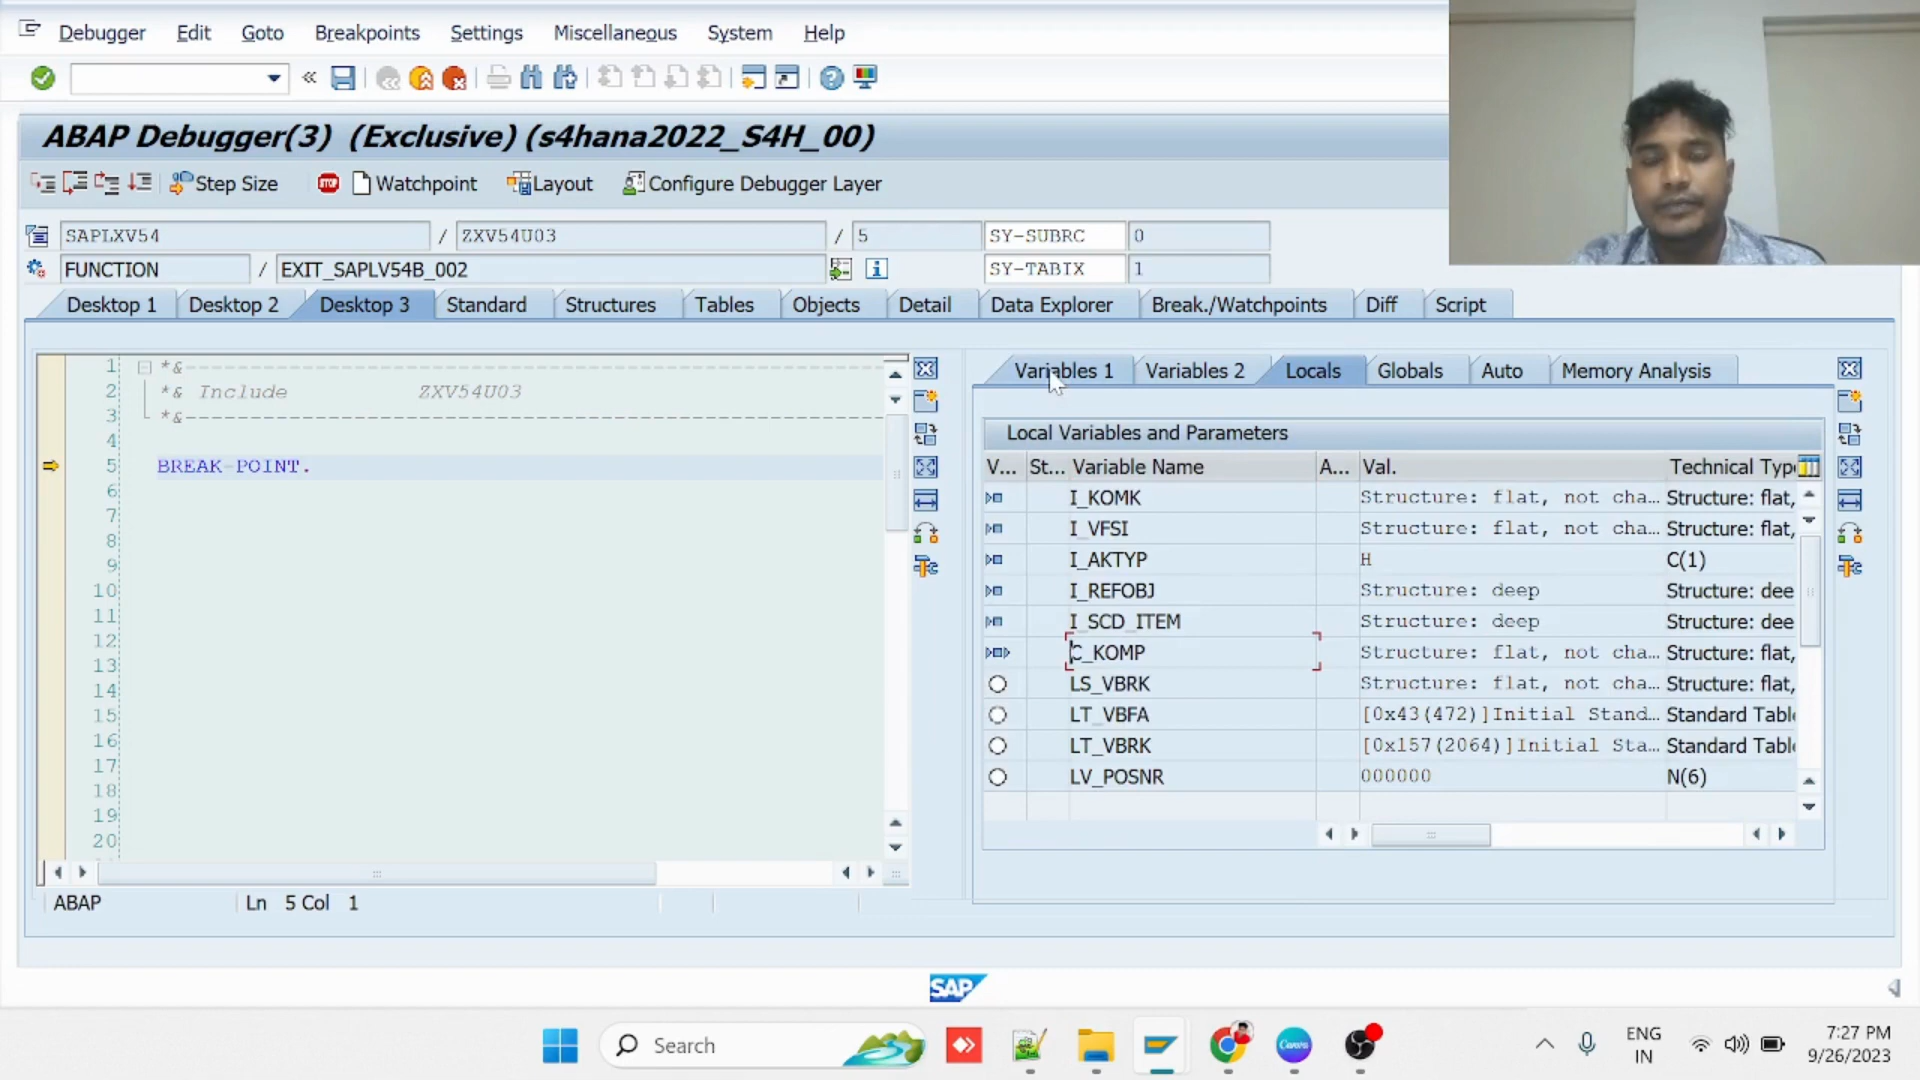 Debugger Edit Goto Breakpoints Settings Miscellaneous System Help
ABAP Debugger(3) (Exclusive) (s4hana2022_S4H_00)
Step Size Watchpoint Layout Configure Debugger Layer
SAPLXV54 / ZXV54U03 / 5 SY-SUBRC 0
FUNCTION / EXIT_SAPLV54B_002 SY-TABIX 1
Desktop 1 Desktop 2 Desktop 3 Standard Structures Tables Objects Detail Data Explorer Break./Watchpoints Diff Script
Variables 1 Variables 2 Locals Globals Auto Memory Analysis
1 *&---------------------------------------------------------------
2 *& Include ZXV54U03
3 *&---------------------------------------------------------------
4
5 BREAK-POINT.
6
7
8
9
10
11
12
13
14
15
16
17
18
19
20
ABAP Ln 5 Col 1
Local Variables and Parameters
V... St... Variable Name A... Val. Technical Typ
I_KOMK Structure: flat, not cha... Structure: flat,
I_VFSI Structure: flat, not cha... Structure: flat,
I_AKTYP H C(1)
I_REFOBJ Structure: deep Structure: dee
I_SCD_ITEM Structure: deep Structure: dee
C_KOMP Structure: flat, not cha... Structure: flat,
LS_VBRK Structure: flat, not cha... Structure: flat,
LT_VBFA [0x43(472)]Initial Stand... Standard Tabl
LT_VBRK [0x157(2064)]Initial Sta... Standard Tabl
LV_POSNR 000000 N(6)
SAP
Search
Canva
ENG
IN
7:27 PM
9/26/2023